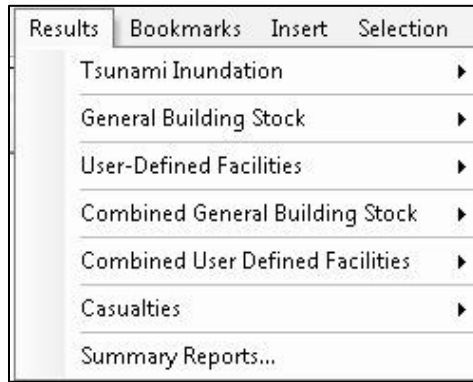 Results Bookmarks Insert Selection
Tsunami Inundation
General Building Stock
User-Defined Facilities
Combined General Building Stock
Combined User Defined Facilities
Casualties
Summary Reports...